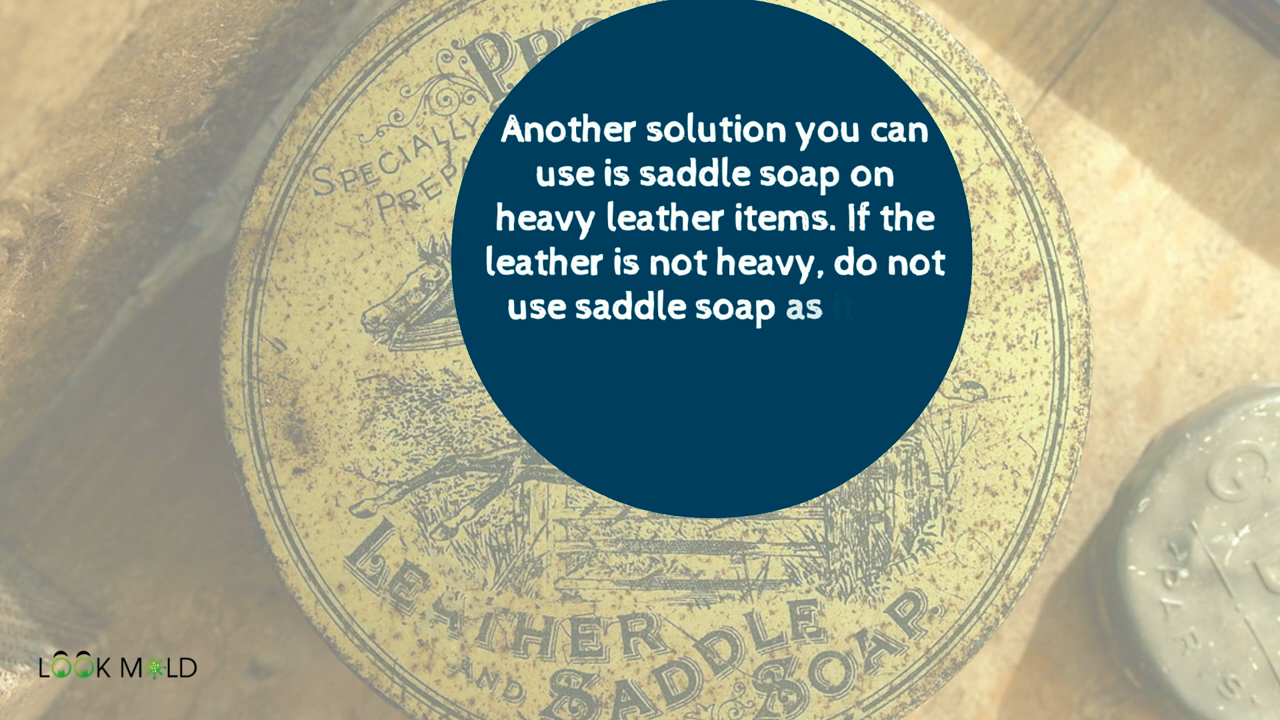 Another solution you can
use is saddle soap on
heavy leather items. If the
leather is not heavy, do not
use saddle soap as it
SPECIALLY
LEATHER
AND SADDLE
SOAP.
LOOK MOLD